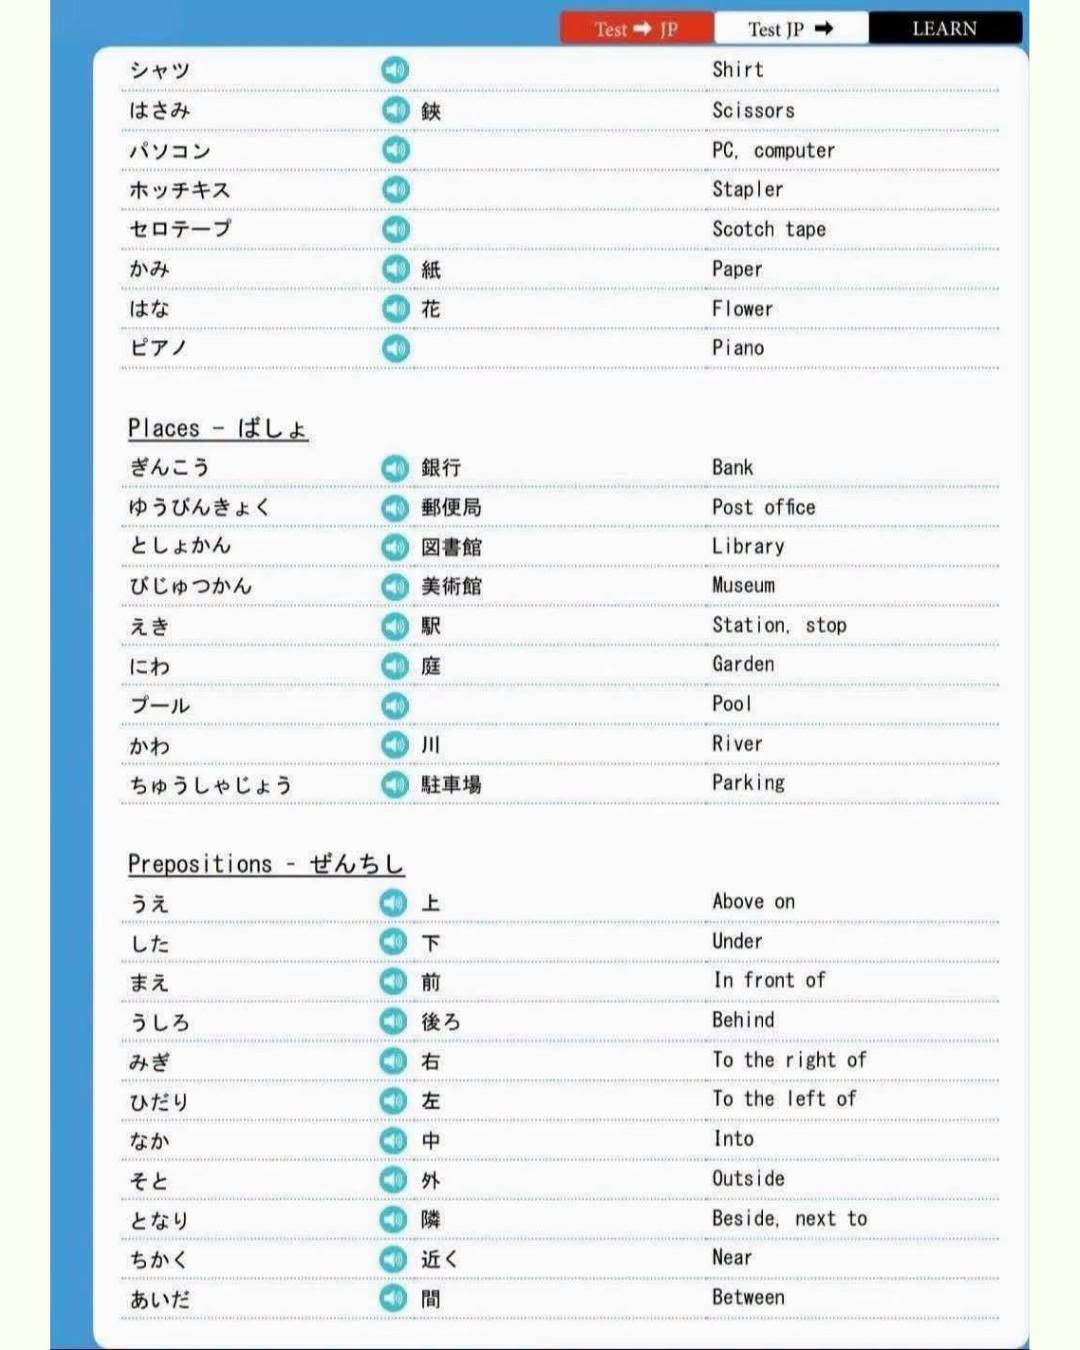 Test ➡ JP Test JP ➡ LEARN
シャツ Shirt
はさみ 鋏 Scissors
パソコン PC, computer
ホッチキス Stapler
セロテープ Scotch tape
かみ 紙 Paper
はな 花 Flower
ピアノ Piano
Places - ばしょ
ぎんこう 銀行 Bank
ゆうびんきょく 郵便局 Post office
としょかん 図書館 Library
びじゅつかん 美術館 Museum
えき 駅 Station, stop
にわ 庭 Garden
プール Pool
かわ 川 River
ちゅうしゃじょう 駐車場 Parking
Prepositions - ぜんちし
うえ 上 Above on
した 下 Under
まえ 前 In front of
うしろ 後ろ Behind
みぎ 右 To the right of
ひだり 左 To the left of
なか 中 Into
そと 外 Outside
となり 隣 Beside, next to
ちかく 近く Near
あいだ 間 Between